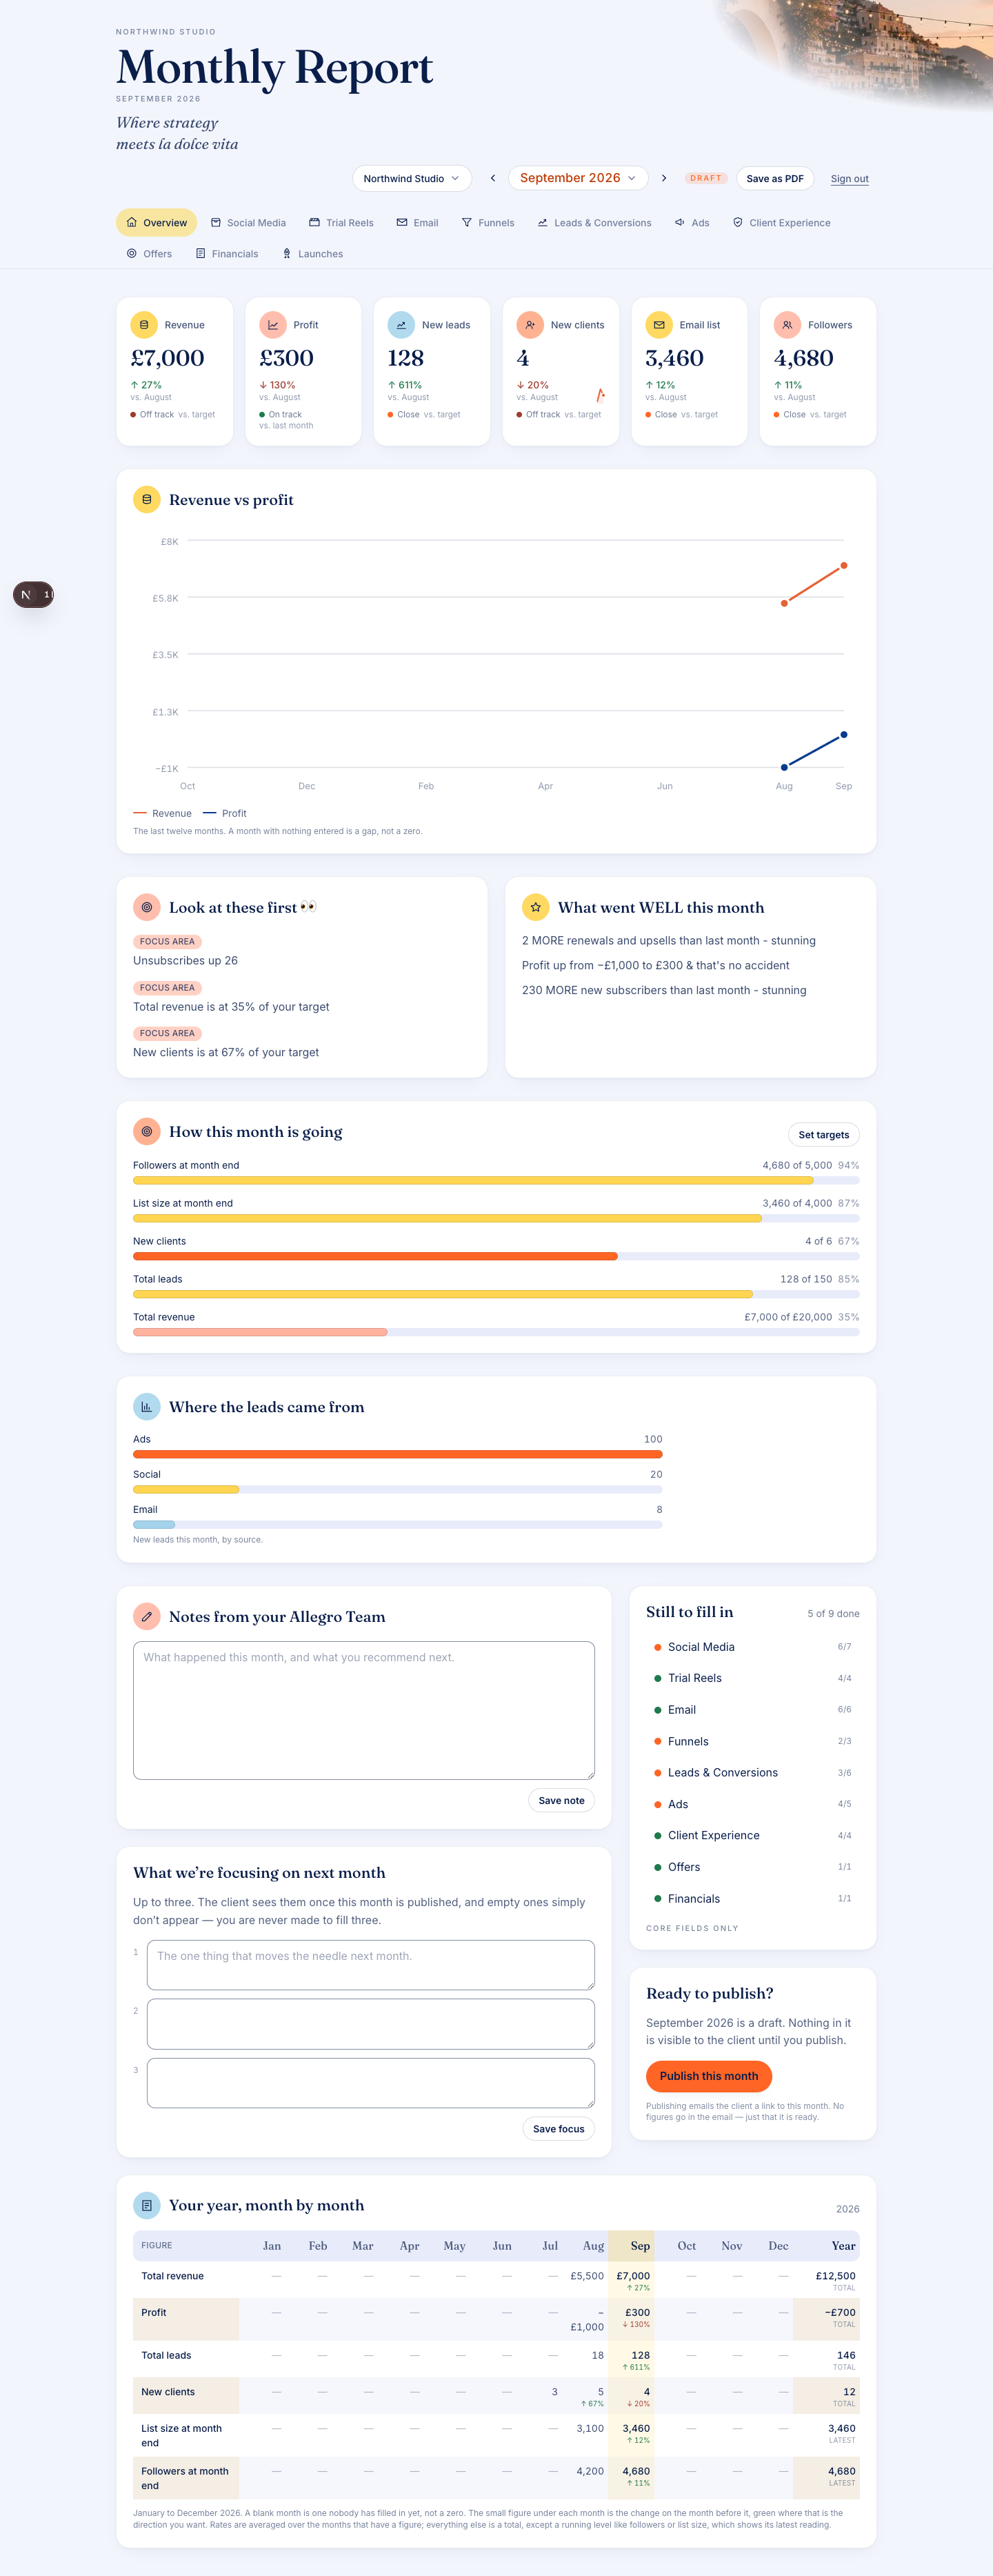 NORTHWIND STUDIO
Monthly Report
SEPTEMBER 2026
Where strategy
meets la dolce vita
Northwind Studio
September 2026
DRAFT
Save as PDF
Sign out
Overview
Social Media
Trial Reels
Email
Funnels
Leads & Conversions
Ads
Client Experience
Offers
Financials
Launches
Revenue
£7,000
↑ 27%
vs. August
Off track vs. target
Profit
£300
↓ 130%
vs. August
On track
vs. last month
New leads
128
↑ 611%
vs. August
Close vs. target
New clients
4
↓ 20%
vs. August
Off track vs. target
Email list
3,460
↑ 12%
vs. August
Close vs. target
Followers
4,680
↑ 11%
vs. August
Close vs. target
Revenue vs profit
£8K
£5.8K
£3.5K
£1.3K
−£1K
Oct Dec Feb Apr Jun Aug Sep
Revenue Profit
The last twelve months. A month with nothing entered is a gap, not a zero.
N 1
Look at these first 👀
FOCUS AREA
Unsubscribes up 26
FOCUS AREA
Total revenue is at 35% of your target
FOCUS AREA
New clients is at 67% of your target
What went WELL this month
2 MORE renewals and upsells than last month - stunning
Profit up from −£1,000 to £300 & that's no accident
230 MORE new subscribers than last month - stunning
How this month is going
Set targets
Followers at month end 4,680 of 5,000 94%
List size at month end 3,460 of 4,000 87%
New clients 4 of 6 67%
Total leads 128 of 150 85%
Total revenue £7,000 of £20,000 35%
Where the leads came from
Ads 100
Social 20
Email 8
New leads this month, by source.
Notes from your Allegro Team
What happened this month, and what you recommend next.
Save note
What we’re focusing on next month
Up to three. The client sees them once this month is published, and empty ones simply
don’t appear — you are never made to fill three.
1 The one thing that moves the needle next month.
2
3
Save focus
Still to fill in 5 of 9 done
Social Media 6/7
Trial Reels 4/4
Email 6/6
Funnels 2/3
Leads & Conversions 3/6
Ads 4/5
Client Experience 4/4
Offers 1/1
Financials 1/1
CORE FIELDS ONLY
Ready to publish?
September 2026 is a draft. Nothing in it
is visible to the client until you publish.
Publish this month
Publishing emails the client a link to this month. No
figures go in the email — just that it is ready.
Your year, month by month 2026
FIGURE Jan Feb Mar Apr May Jun Jul Aug Sep Oct Nov Dec Year
Total revenue — — — — — — — £5,500 £7,000 — — — £12,500
↑ 27% TOTAL
Profit — — — — — — — − £300 — — — −£700
£1,000 ↓ 130% TOTAL
Total leads — — — — — — — 18 128 — — — 146
↑ 611% TOTAL
New clients — — — — — — 3 5 4 — — — 12
↑ 67% ↓ 20% TOTAL
List size at month — — — — — — — 3,100 3,460 — — — 3,460
end ↑ 12% LATEST
Followers at month — — — — — — — 4,200 4,680 — — — 4,680
end ↑ 11% LATEST
January to December 2026. A blank month is one nobody has filled in yet, not a zero. The small figure under each month is the change on the month before it, green where that is the
direction you want. Rates are averaged over the months that have a figure; everything else is a total, except a running level like followers or list size, which shows its latest reading.